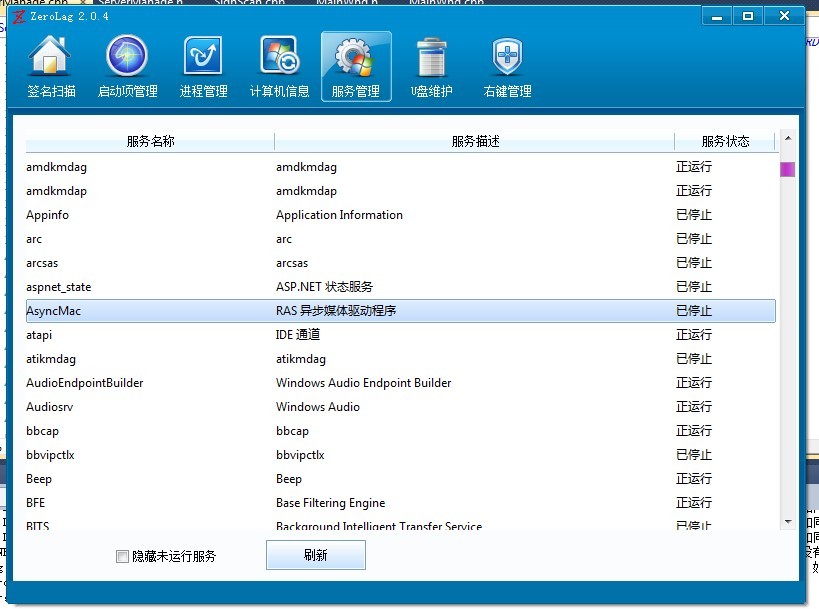 ServerManage.h SignScan.cpp MainWnd.h MainWnd.cpp
ZeroLag 2.0.4
签名扫描 启动项管理 进程管理 计算机信息 服务管理 U盘维护 右键管理
服务名称 服务描述 服务状态
amdkmdag amdkmdag 正运行
amdkmdap amdkmdap 正运行
Appinfo Application Information 已停止
arc arc 已停止
arcsas arcsas 已停止
aspnet_state ASP.NET 状态服务 已停止
AsyncMac RAS 异步媒体驱动程序 已停止
atapi IDE 通道 正运行
atikmdag atikmdag 已停止
AudioEndpointBuilder Windows Audio Endpoint Builder 正运行
Audiosrv Windows Audio 正运行
bbcap bbcap 正运行
bbvipctlx bbvipctlx 已停止
Beep Beep 正运行
BFE Base Filtering Engine 正运行
BITS Background Intelligent Transfer Service 已停止
隐藏未运行服务 刷新